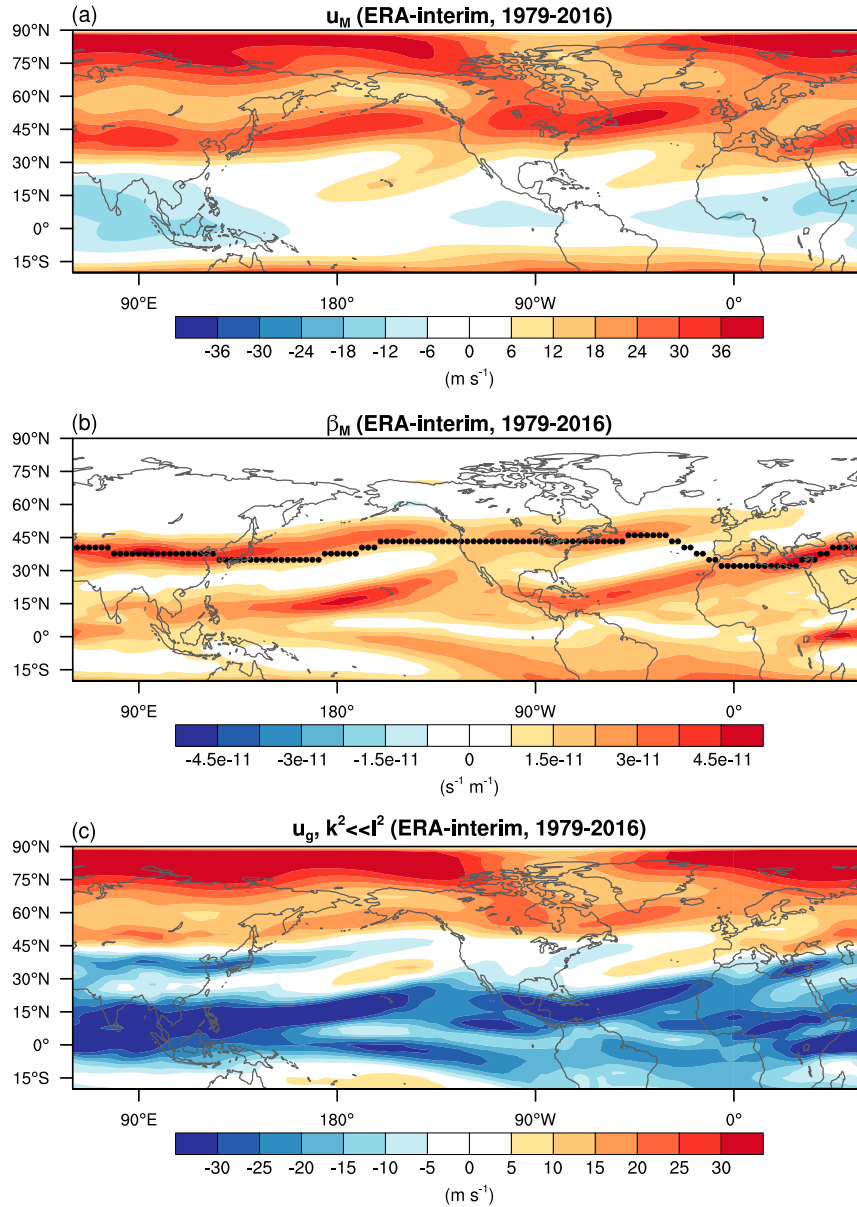 (a) u_M (ERA-interim, 1979-2016)
90°N
75°N
60°N
45°N
30°N
15°N
0°
15°S
90°E 180° 90°W 0°
-36 -30 -24 -18 -12 -6 0 6 12 18 24 30 36
(m s⁻¹)
(b) β_M (ERA-interim, 1979-2016)
90°N
75°N
60°N
45°N
30°N
15°N
0°
15°S
90°E 180° 90°W 0°
-4.5e-11 -3e-11 -1.5e-11 0 1.5e-11 3e-11 4.5e-11
(s⁻¹ m⁻¹)
(c) u_g, k²<<l² (ERA-interim, 1979-2016)
90°N
75°N
60°N
45°N
30°N
15°N
0°
15°S
90°E 180° 90°W 0°
-30 -25 -20 -15 -10 -5 0 5 10 15 20 25 30
(m s⁻¹)